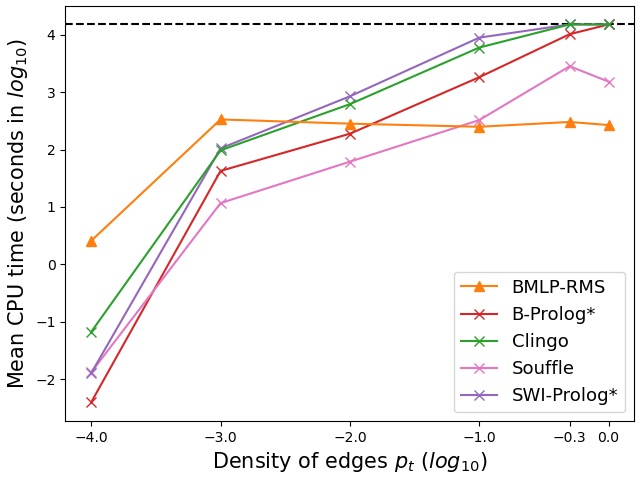 Mean CPU time (seconds in log10)
4
3
2
1
0
−1
−2
−4.0 −3.0 −2.0 −1.0 −0.3 0.0
Density of edges pt (log10)
BMLP-RMS
B-Prolog*
Clingo
Souffle
SWI-Prolog*